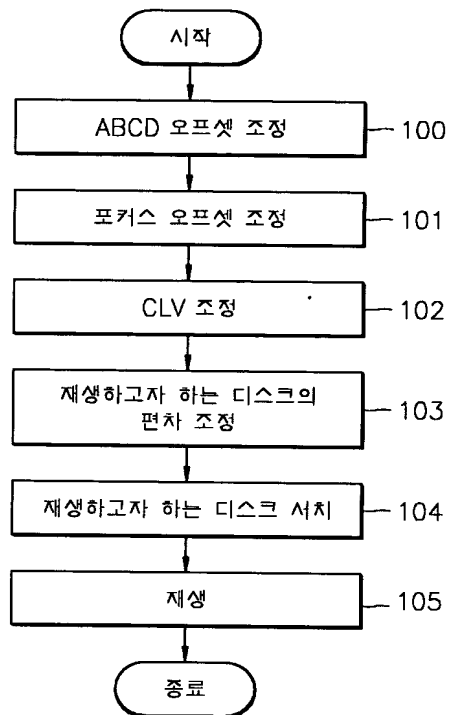 시작
ABCD 오프셋 조정
100
포커스 오프셋 조정
101
CLV 조정
102
재생하고자 하는 디스크의
편차 조정
103
재생하고자 하는 디스크 서치
104
재생
105
종료